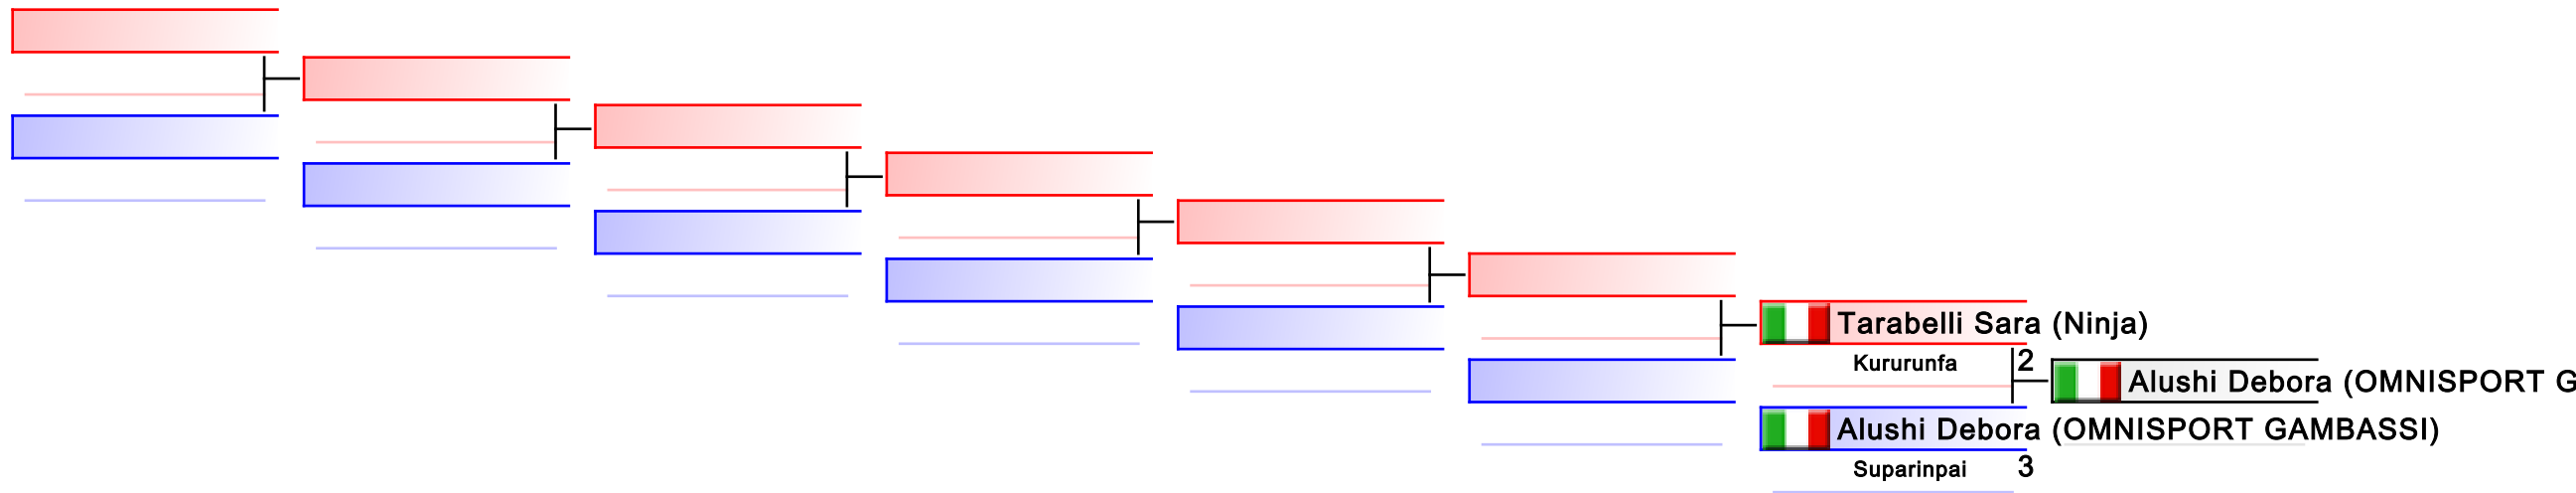 Tarabelli Sara (Ninja)
Kururunfa 2
Alushi Debora (OMNISPORT G
Alushi Debora (OMNISPORT GAMBASSI)
Suparinpai 3